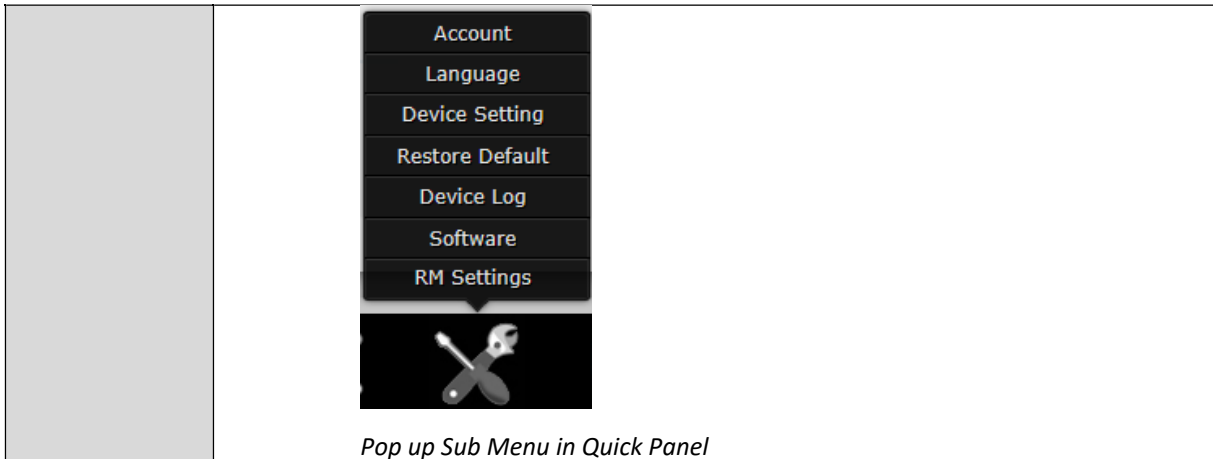 Account
Language
Device Setting
Restore Default
Device Log
Software
RM Settings
Pop up Sub Menu in Quick Panel